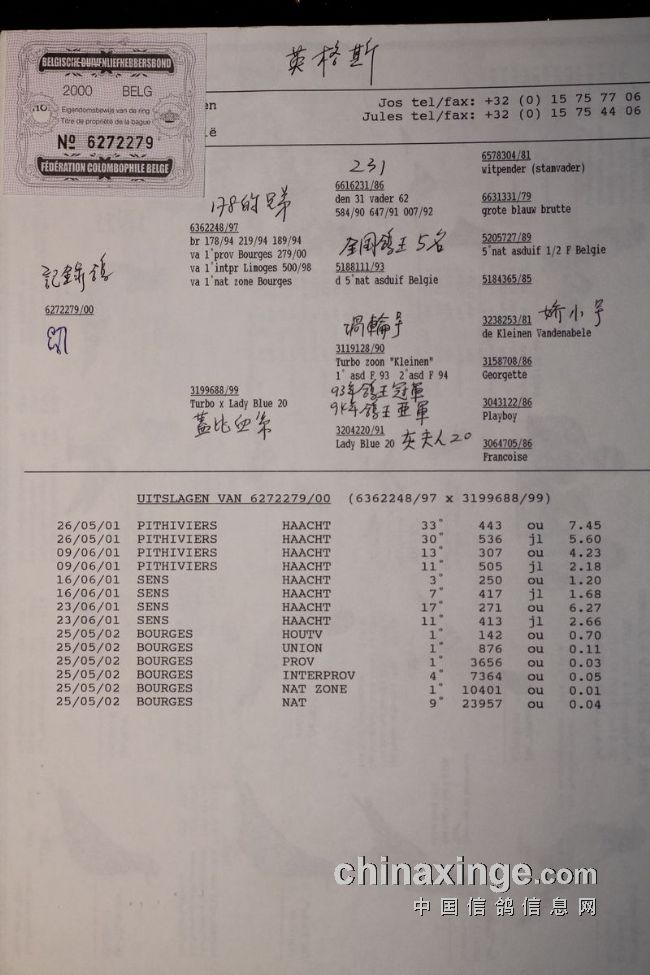 英格斯
BELGISCHE DUIVENLIEFHEBBERSBOND
2000 BELG
Eigendomsbewijs van de ring
Titre de propriété de la bague
Nº 6272279
FÉDÉRATION COLOMBOPHILE BELGE
en
ië
Jos tel/fax: +32 (0) 15 75 77 06
Jules tel/fax: +32 (0) 15 75 44 06
記錄鴿
6272279/00
178的兄弟
6362248/97
br 178/94 219/94 189/94
va 1°prov Bourges 279/00
va 1°intpr Limoges 500/98
va 1°nat zone Bourges
3199688/99
Turbo x Lady Blue 20
蓋比
231
6616231/86
den 31 vader 62
584/90 647/91 007/92
全国鴿王5名
5188111/93
d 5°nat asduif Belgie
渦輪号
3119128/90
Turbo zoon "Kleinen"
1° asd F 93 2°asd F 94
93年鴿王冠軍
94年鴿王亞軍
3204220/91
Lady Blue 20 灰夫人20
6578304/81
witpender (stamvader)
6631331/79
grote blauw brutte
5205727/89
5°nat asduif 1/2 F Belgie
5184365/85
3238253/81 嬌小号
de Kleinen Vandenabele
3158708/86
Georgette
3043122/86
Playboy
3064705/86
Francoise
UITSLAGEN VAN 6272279/00 (6362248/97 x 3199688/99)
26/05/01 PITHIVIERS HAACHT 33° 443 ou 7.45
26/05/01 PITHIVIERS HAACHT 30° 536 jl 5.60
09/06/01 PITHIVIERS HAACHT 13° 307 ou 4.23
09/06/01 PITHIVIERS HAACHT 11° 505 jl 2.18
16/06/01 SENS HAACHT 3° 250 ou 1.20
16/06/01 SENS HAACHT 7° 417 jl 1.68
23/06/01 SENS HAACHT 17° 271 ou 6.27
23/06/01 SENS HAACHT 11° 413 jl 2.66
25/05/02 BOURGES HOUTV 1° 142 ou 0.70
25/05/02 BOURGES UNION 1° 876 ou 0.11
25/05/02 BOURGES PROV 1° 3656 ou 0.03
25/05/02 BOURGES INTERPROV 4° 7364 ou 0.05
25/05/02 BOURGES NAT ZONE 1° 10401 ou 0.01
25/05/02 BOURGES NAT 9° 23957 ou 0.04
chinaxinge.com
中国信鸽信息网